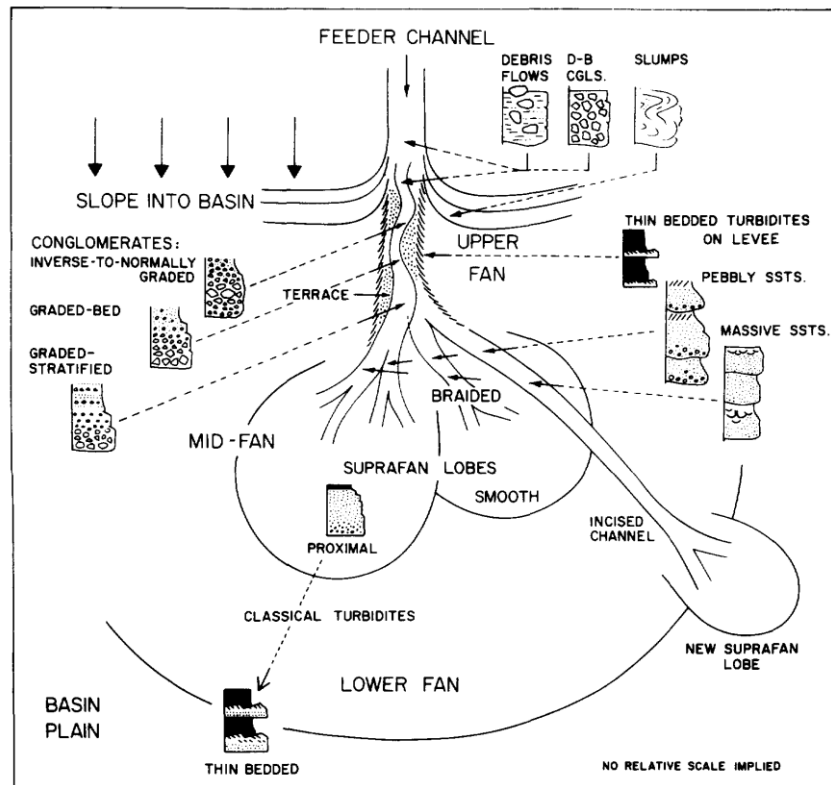 FEEDER CHANNEL
DEBRIS
FLOWS
D-B
CGLS.
SLUMPS
SLOPE INTO BASIN
CONGLOMERATES:
INVERSE-TO-NORMALLY
GRADED
GRADED-BED
GRADED-
STRATIFIED
TERRACE
UPPER
FAN
THIN BEDDED TURBIDITES
ON LEVEE
PEBBLY SSTS.
MASSIVE SSTS.
BRAIDED
MID-FAN
SUPRAFAN LOBES
SMOOTH
PROXIMAL
INCISED
CHANNEL
CLASSICAL TURBIDITES
NEW SUPRAFAN
LOBE
LOWER FAN
BASIN
PLAIN
THIN BEDDED
NO RELATIVE SCALE IMPLIED